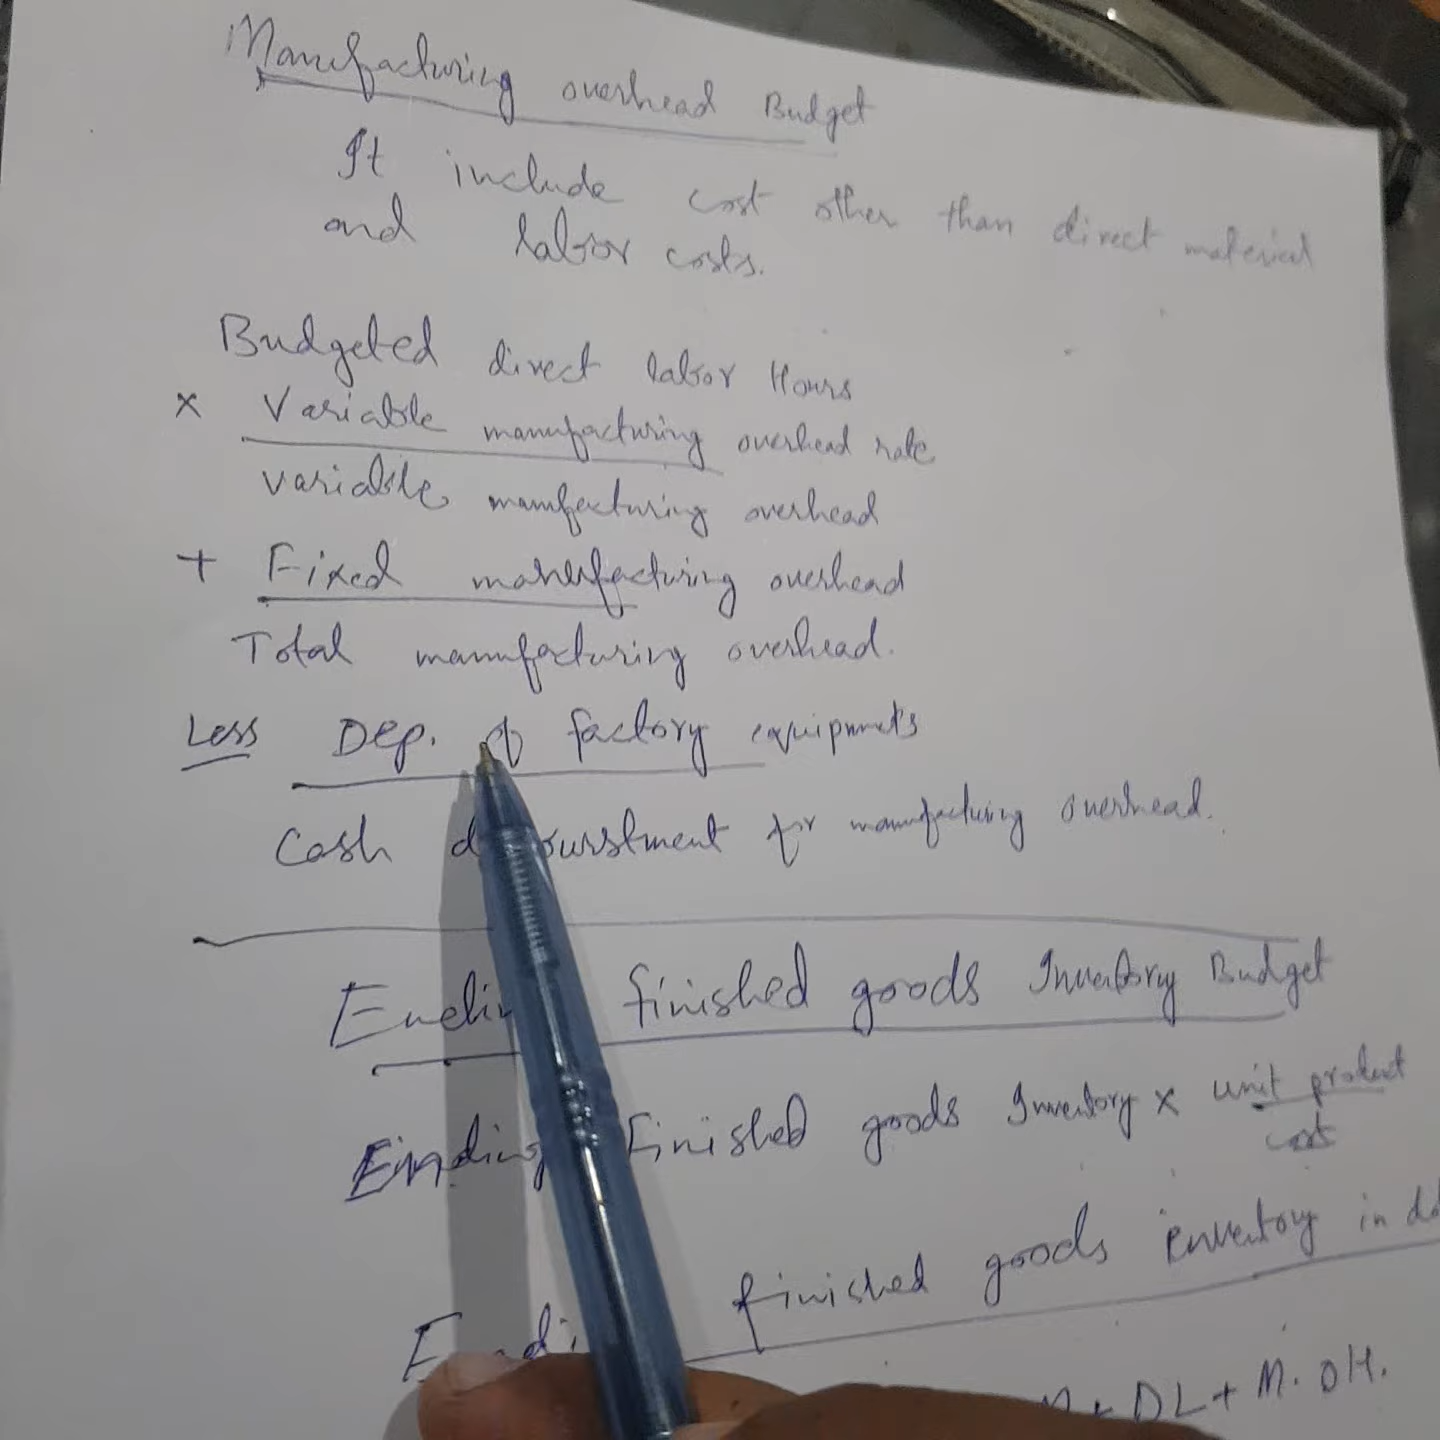 Manufacturing overhead Budget
It include cost other than direct material
and labor costs.
Budgeted direct labor Hours
× Variable manufacturing overhead rate
variable manufacturing overhead
+ Fixed manufacturing overhead
Total manufacturing overhead.
Less Dep. of factory equipments
Cash for manufacturing overhead.
finished goods Inventory Budget
Ending Finished goods Inventory × unit product
cost
finished goods inventory in
+ DL + M. OH.